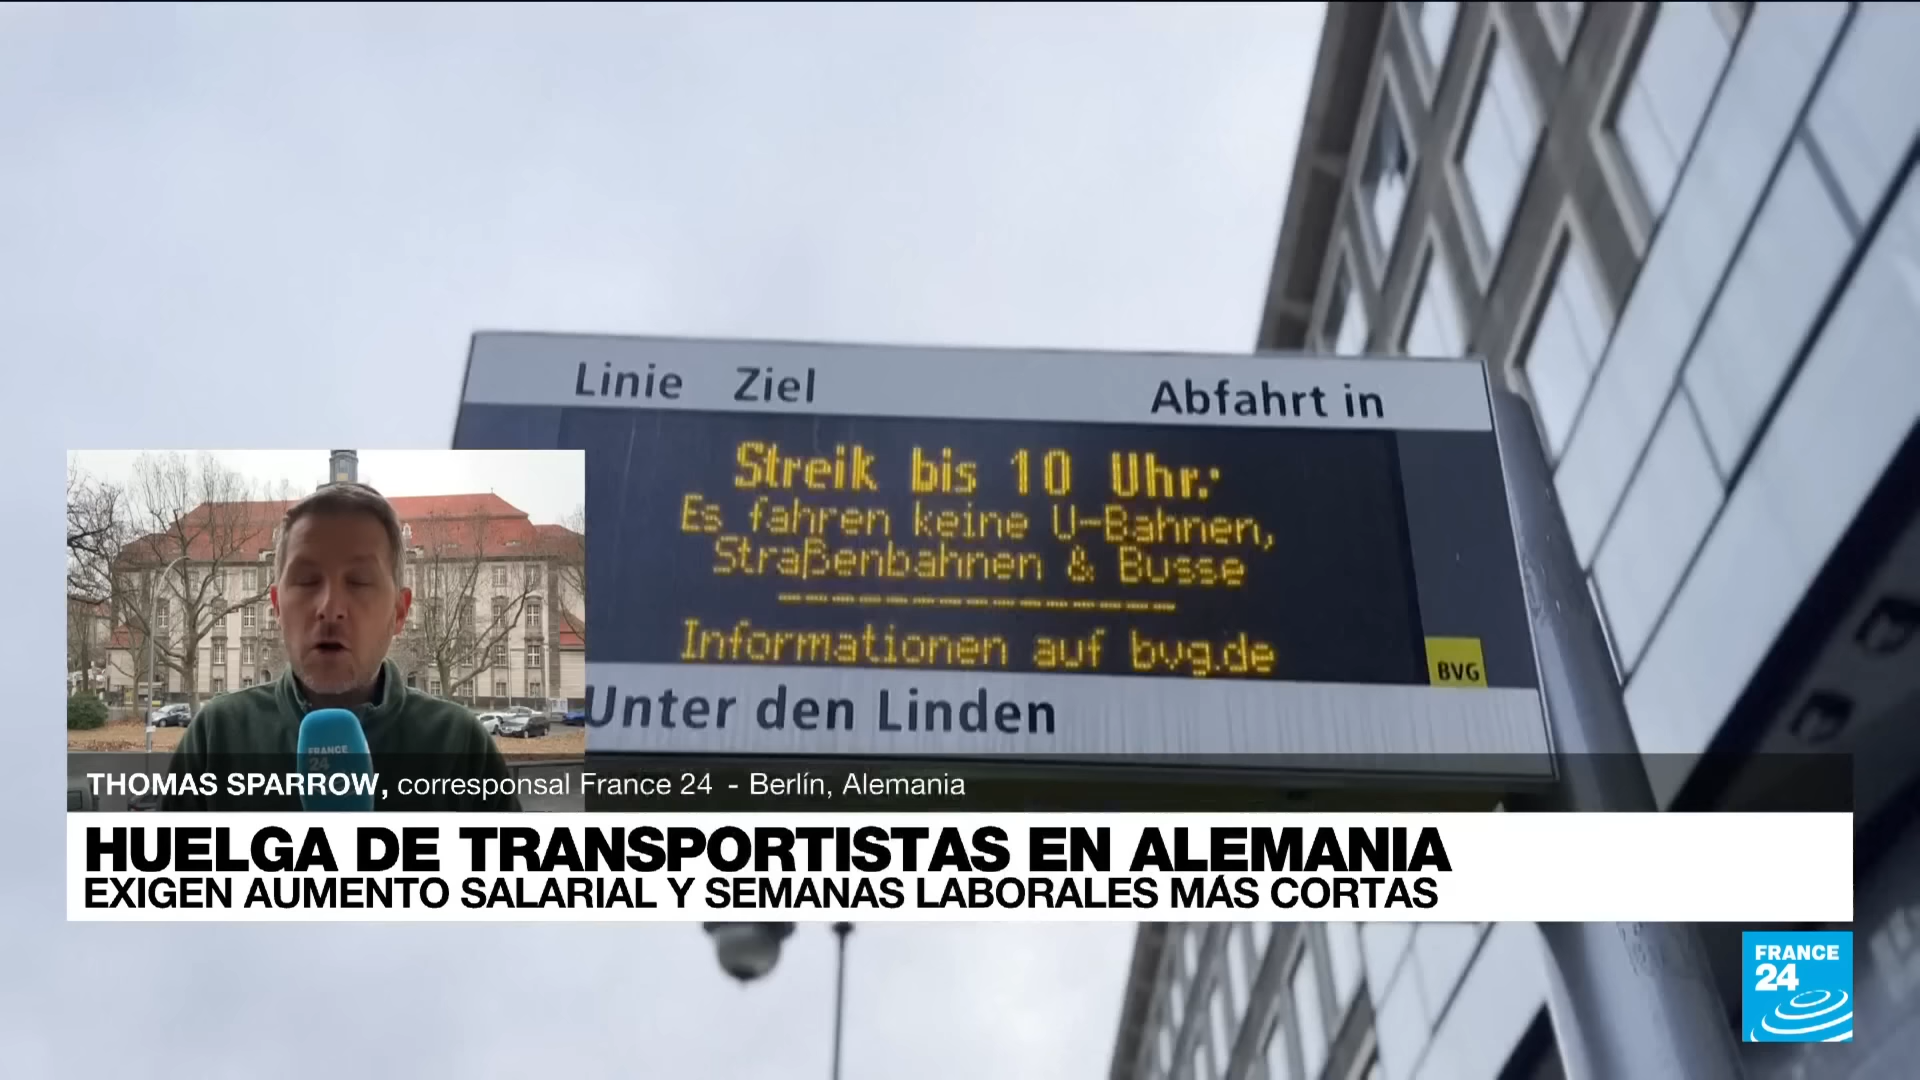 Linie Ziel Abfahrt in
Streik bis 10 Uhr:
Es fahren keine U-Bahnen,
Straßenbahnen & Busse
Informationen auf bvg.de
BVG
Unter den Linden
FRANCE
24
THOMAS SPARROW, corresponsal France 24 - Berlín, Alemania
HUELGA DE TRANSPORTISTAS EN ALEMANIA
EXIGEN AUMENTO SALARIAL Y SEMANAS LABORALES MÁS CORTAS
FRANCE
24